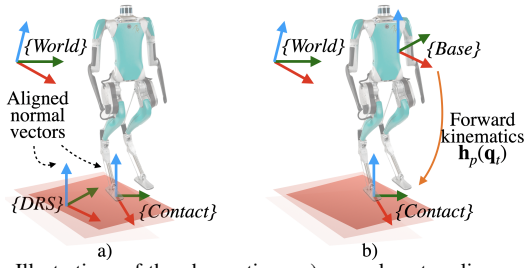 {World}
Aligned
normal
vectors
{DRS}
{Contact}
a)
{World}
{Base}
Forward
kinematics
h_p(q_t)
{Contact}
b)